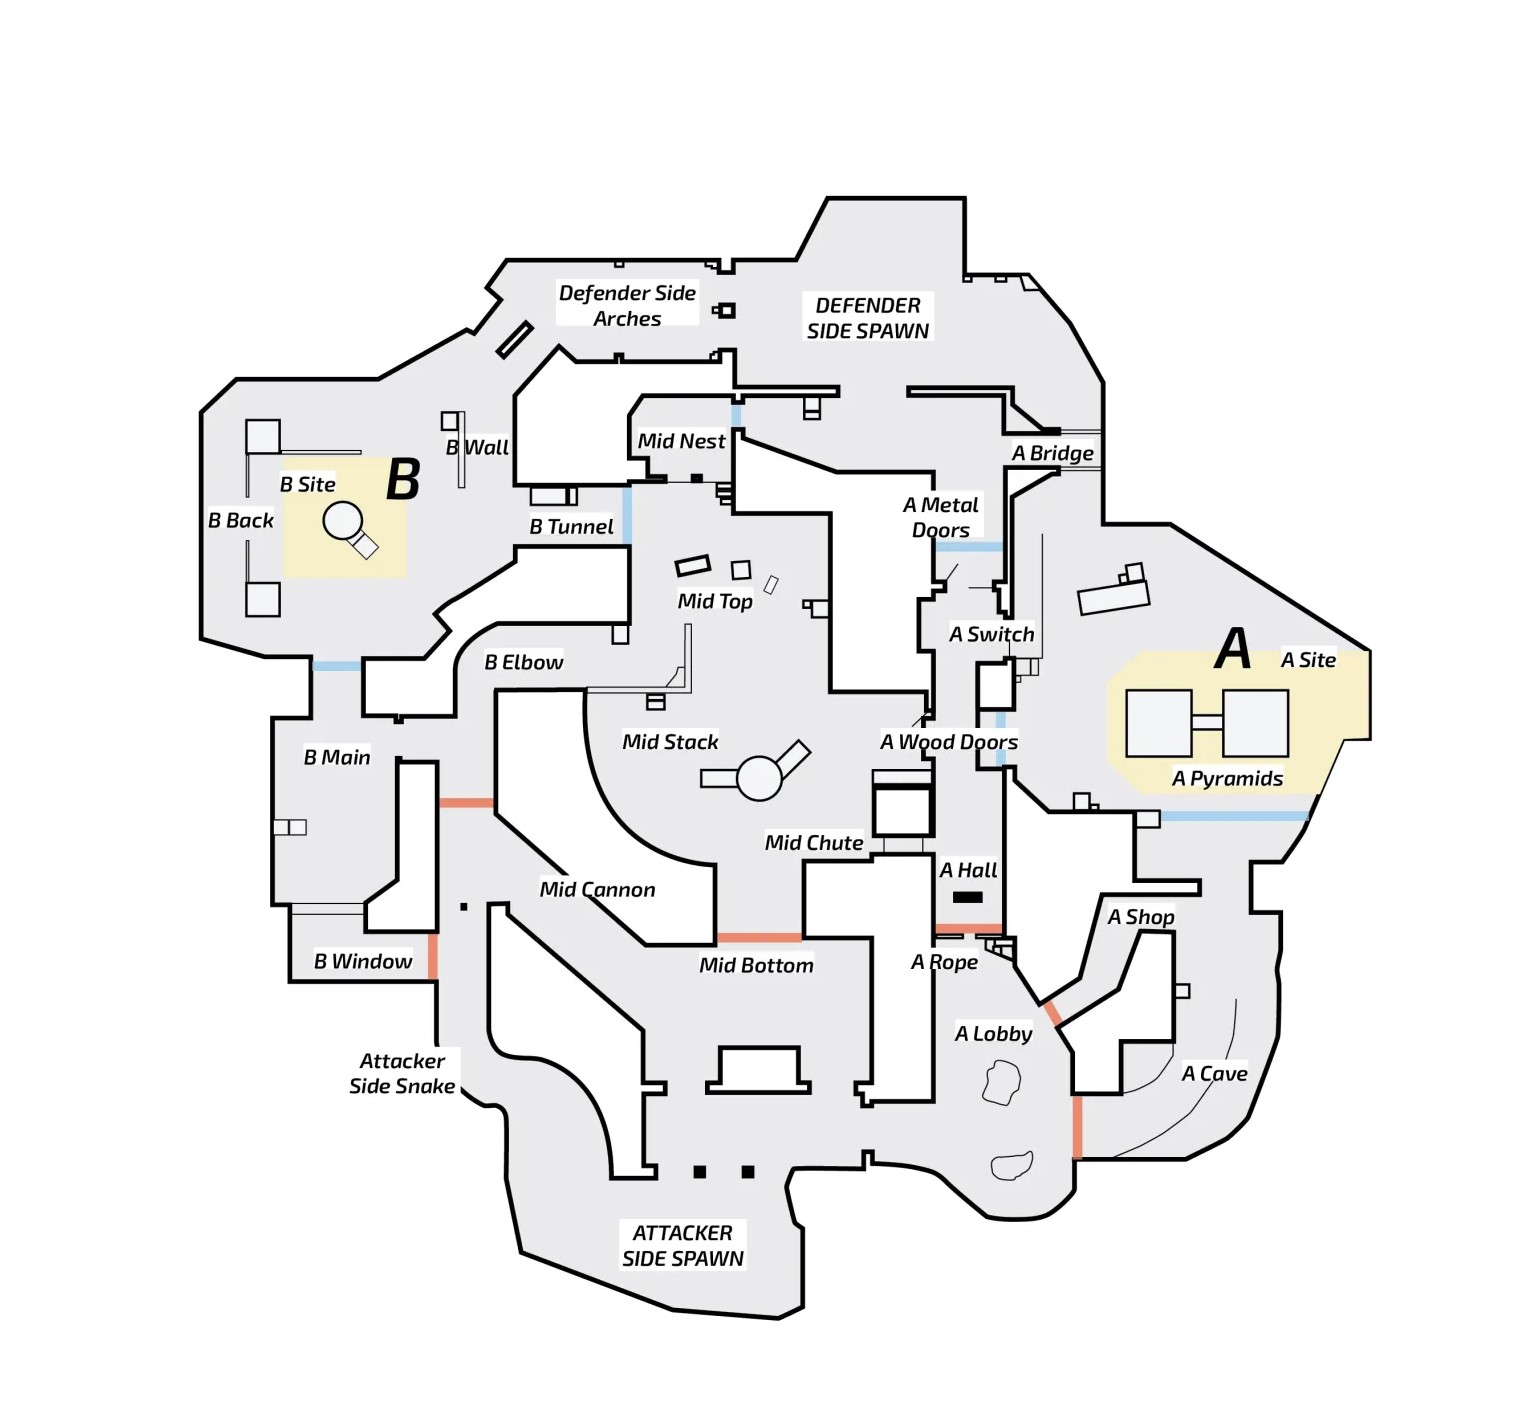 Defender Side
Arches
DEFENDER
SIDE SPAWN
B Wall
Mid Nest
A Bridge
B Site
B
B Back
B Tunnel
A Metal
Doors
Mid Top
A Switch
B Elbow
A
A Site
B Main
Mid Stack
A Wood Doors
A Pyramids
Mid Chute
A Hall
Mid Cannon
A Shop
B Window
Mid Bottom
A Rope
A Lobby
Attacker
Side Snake
A Cave
ATTACKER
SIDE SPAWN